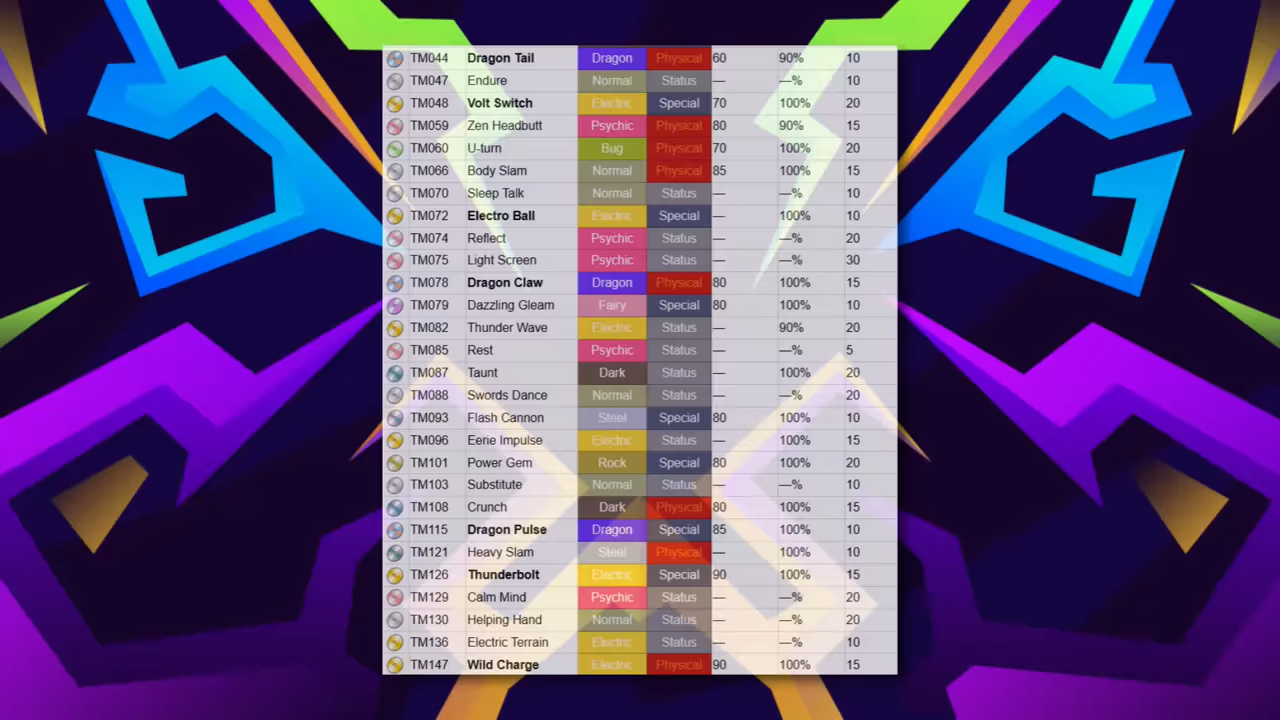 TM044 Dragon Tail Dragon Physical 60 90% 10
TM047 Endure Normal Status — —% 10
TM048 Volt Switch Electric Special 70 100% 20
TM059 Zen Headbutt Psychic Physical 80 90% 15
TM060 U-turn Bug Physical 70 100% 20
TM066 Body Slam Normal Physical 85 100% 15
TM070 Sleep Talk Normal Status — —% 10
TM072 Electro Ball Electric Special — 100% 10
TM074 Reflect Psychic Status — —% 20
TM075 Light Screen Psychic Status — —% 30
TM078 Dragon Claw Dragon Physical 80 100% 15
TM079 Dazzling Gleam Fairy Special 80 100% 10
TM082 Thunder Wave Electric Status — 90% 20
TM085 Rest Psychic Status — —% 5
TM087 Taunt Dark Status — 100% 20
TM088 Swords Dance Normal Status — —% 20
TM093 Flash Cannon Steel Special 80 100% 10
TM096 Eerie Impulse Electric Status — 100% 15
TM101 Power Gem Rock Special 80 100% 20
TM103 Substitute Normal Status — —% 10
TM108 Crunch Dark Physical 80 100% 15
TM115 Dragon Pulse Dragon Special 85 100% 10
TM121 Heavy Slam Steel Physical — 100% 10
TM126 Thunderbolt Electric Special 90 100% 15
TM129 Calm Mind Psychic Status — —% 20
TM130 Helping Hand Normal Status — —% 20
TM136 Electric Terrain Electric Status — —% 10
TM147 Wild Charge Electric Physical 90 100% 15